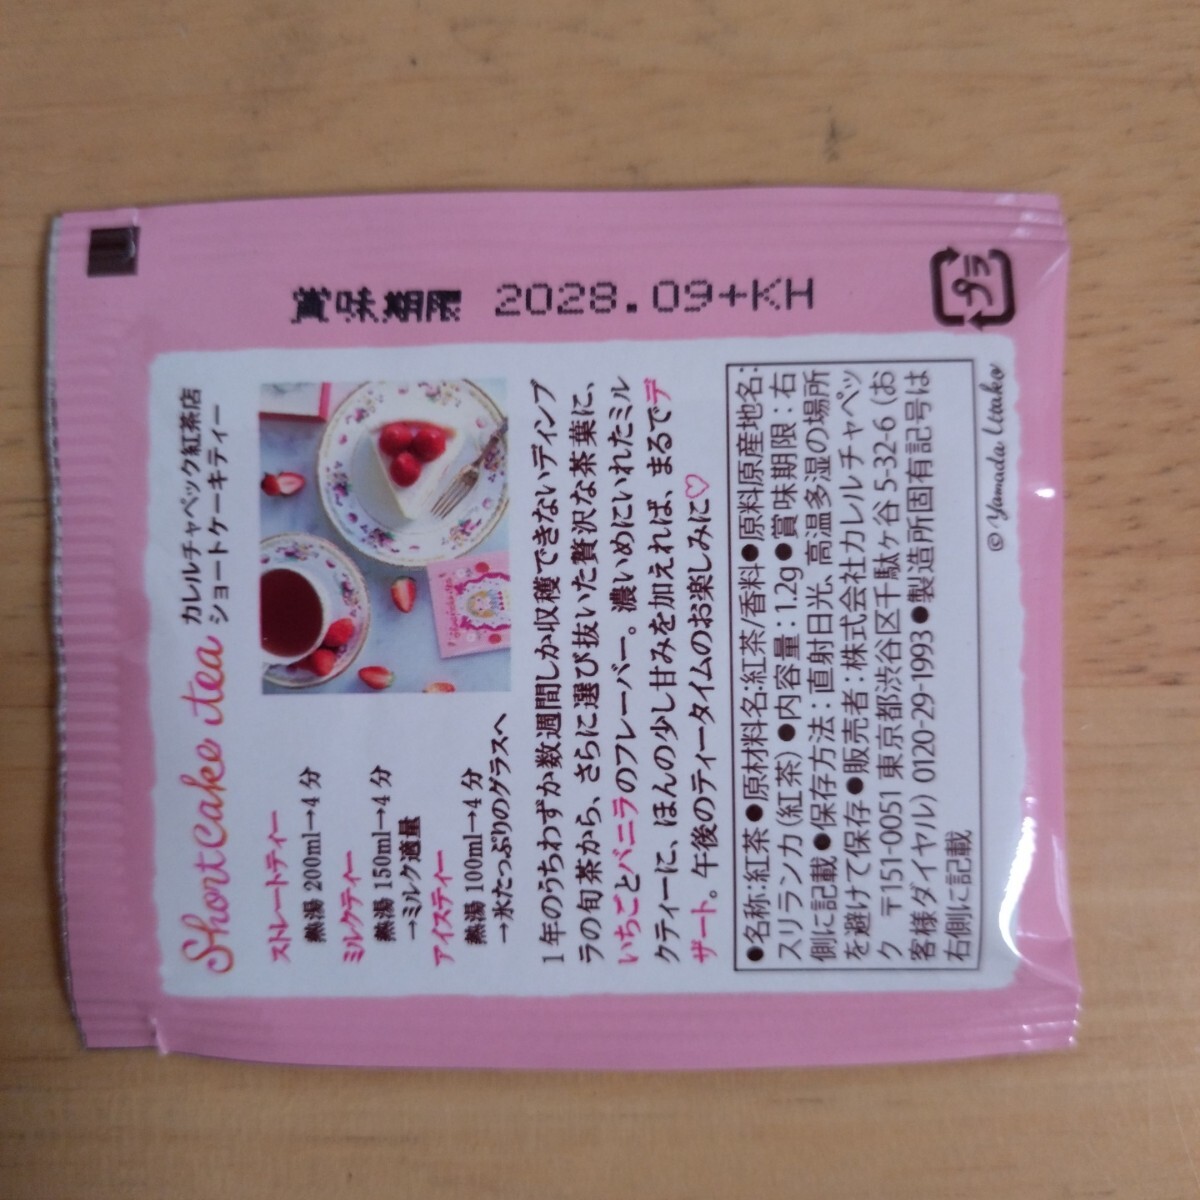 賞味期限 2028.09+KH
プラ
Shortcake tea
カレルチャペック紅茶店
ショートケーキティー
ストレートティー
熱湯 200ml→4分
ミルクティー
熱湯 150ml→4分
→ミルク適量
アイスティー
熱湯 100ml→4分
→氷たっぷりのグラスへ
1年のうちわずか数週間しか収穫できないディンブ
ラの旬茶から、さらに選び抜いた贅沢な茶葉に、
いちごとバニラのフレーバー。濃いめにいれたミル
クティーに、ほんの少し甘みを加えれば、まるでデ
ザート。午後のティータイムのお楽しみに♡
●名称:紅茶●原材料名:紅茶/香料●原料原産地名:
スリランカ(紅茶)●内容量:1.2g●賞味期限:右
側に記載●保存方法:直射日光、高温多湿の場所
を避けて保存●販売者:株式会社カレルチャペッ
ク 〒151-0051 東京都渋谷区千駄ヶ谷 5-32-6 (お
客様ダイヤル) 0120-29-1993●製造所固有記号は
右側に記載
© Yamada Utako